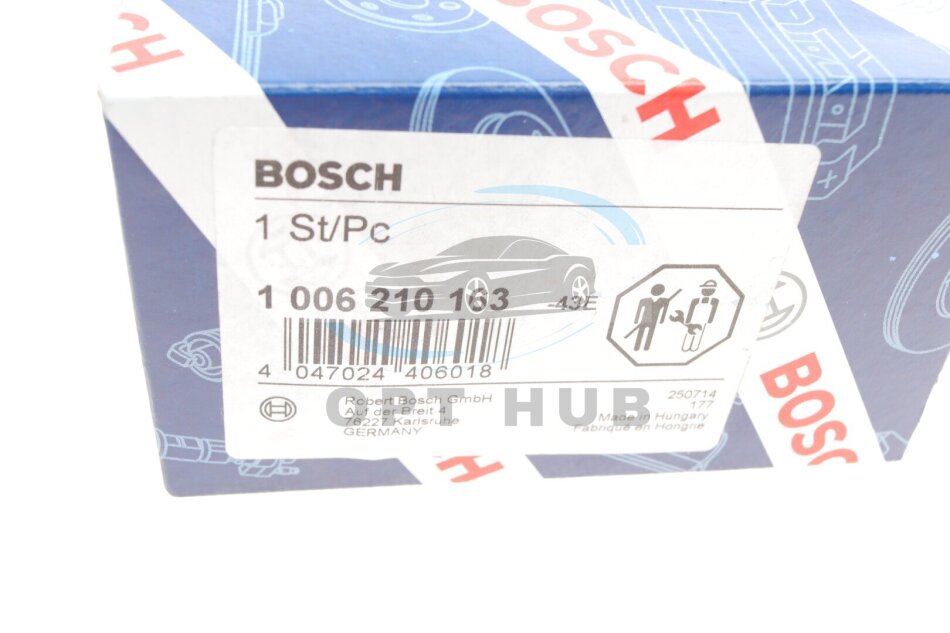 BOSCH
BOSCH
1 St/Pc
1 006 210 163 -43E
4 047024 406018
CRT HUB
Robert Bosch GmbH
Auf der Breit 4
76227 Karlsruhe
GERMANY
250714
177
Made in Hungary
Fabriqué en Hongrie
BOSCH
H
H